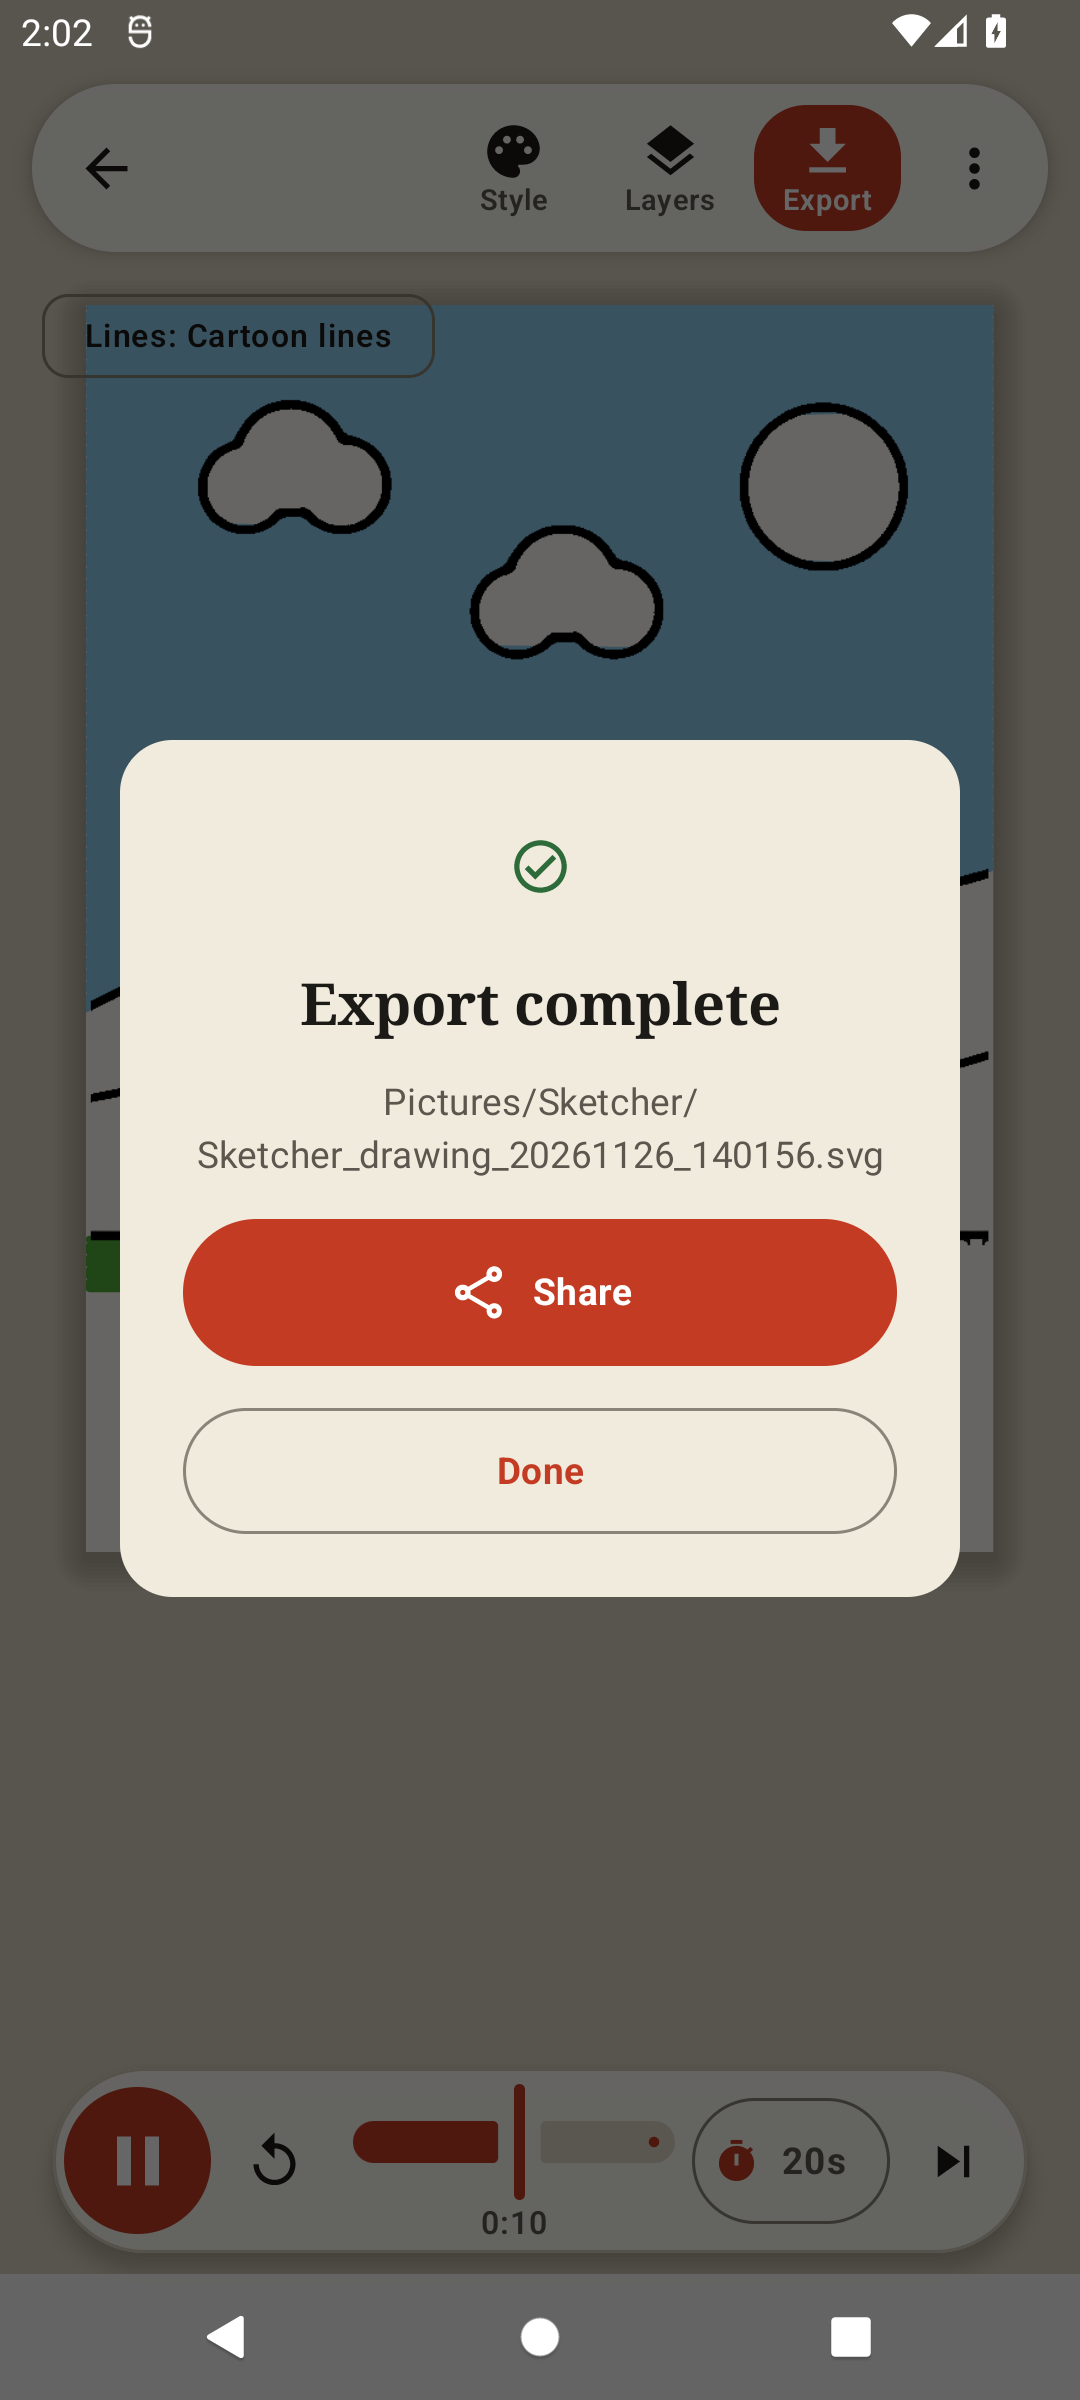 2:02
Style
Layers
Export
Lines: Cartoon lines
Export complete
Pictures/Sketcher/
Sketcher_drawing_20261126_140156.svg
Share
Done
0:10
20s